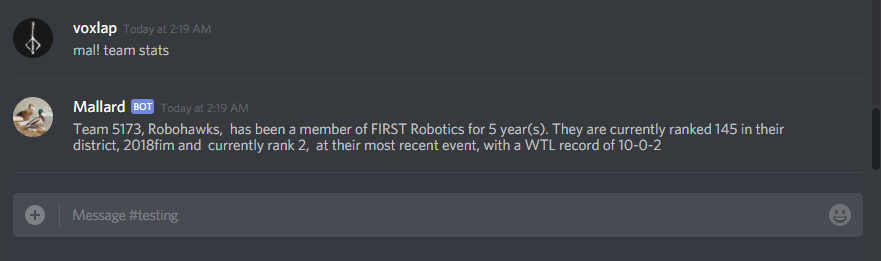 voxlap Today at 2:19 AM
mal! team stats
Mallard BOT Today at 2:19 AM
Team 5173, Robohawks,  has been a member of FIRST Robotics for 5 year(s). They are currently ranked 145 in their
district, 2018fim and  currently rank 2,  at their most recent event, with a WTL record of 10-0-2
Message #testing